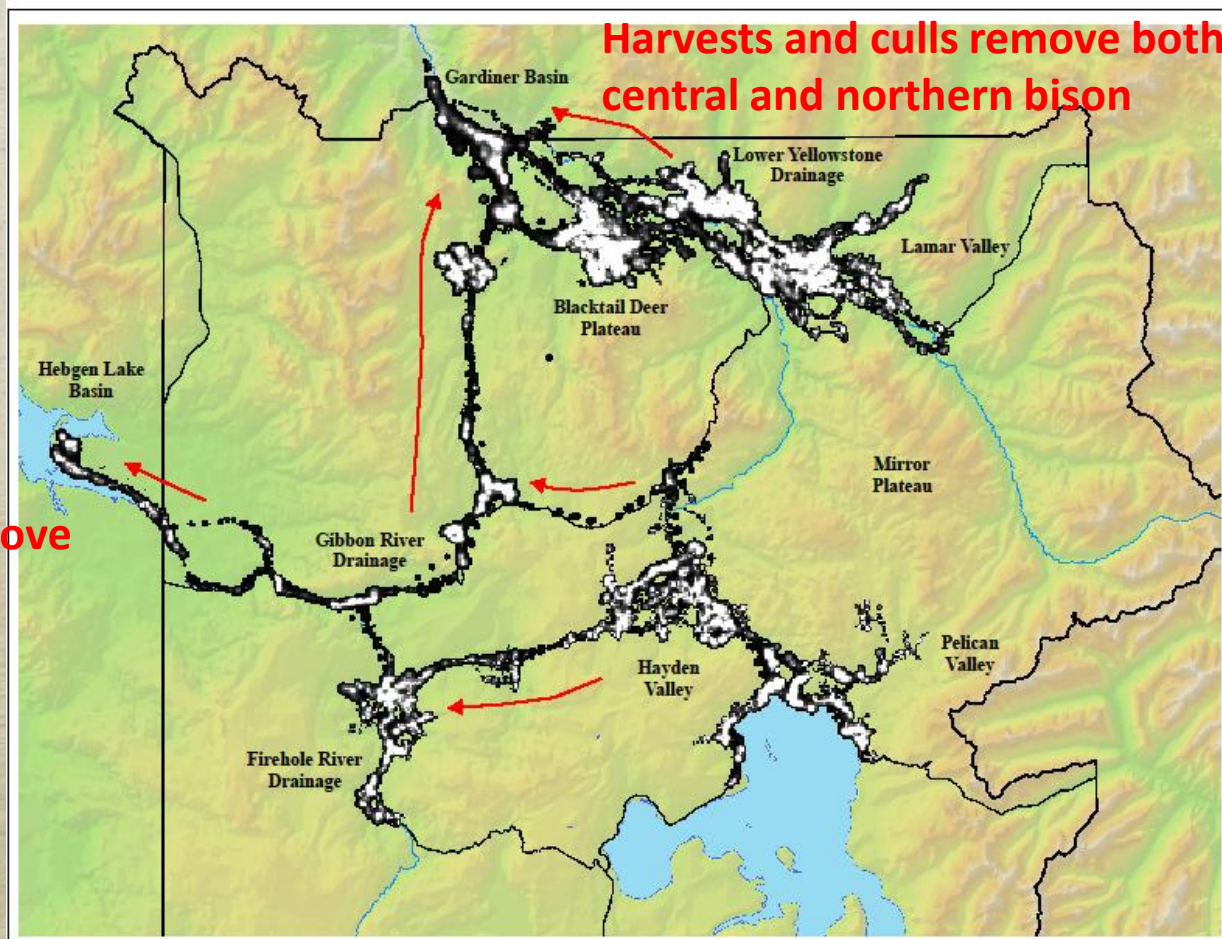 Harvests and culls remove both
central and northern bison
Gardiner Basin
Lower Yellowstone
Drainage
Lamar Valley
Blacktail Deer
Plateau
Hebgen Lake
Basin
Mirror
Plateau
ove
Gibbon River
Drainage
Hayden
Valley
Pelican
Valley
Firehole River
Drainage